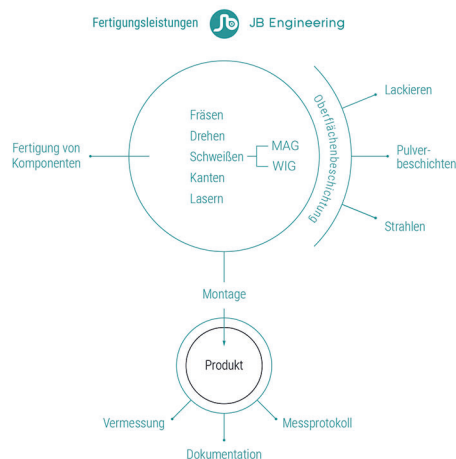 Fertigungsleistungen JB JB Engineering
Lackieren
Oberflächenbeschichtung
Fräsen
Drehen
Schweißen
MAG
WIG
Kanten
Lasern
Fertigung von
Komponenten
Pulver-
beschichten
Strahlen
Montage
Produkt
Vermessung
Messprotokoll
Dokumentation